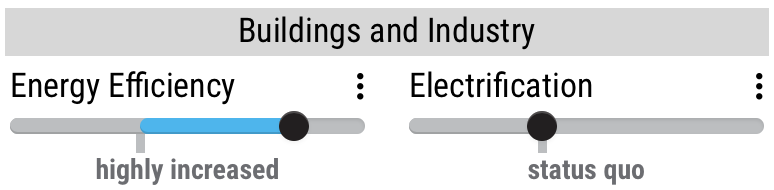 Buildings and Industry
Energy Efficiency
Electrification
highly increased
status quo